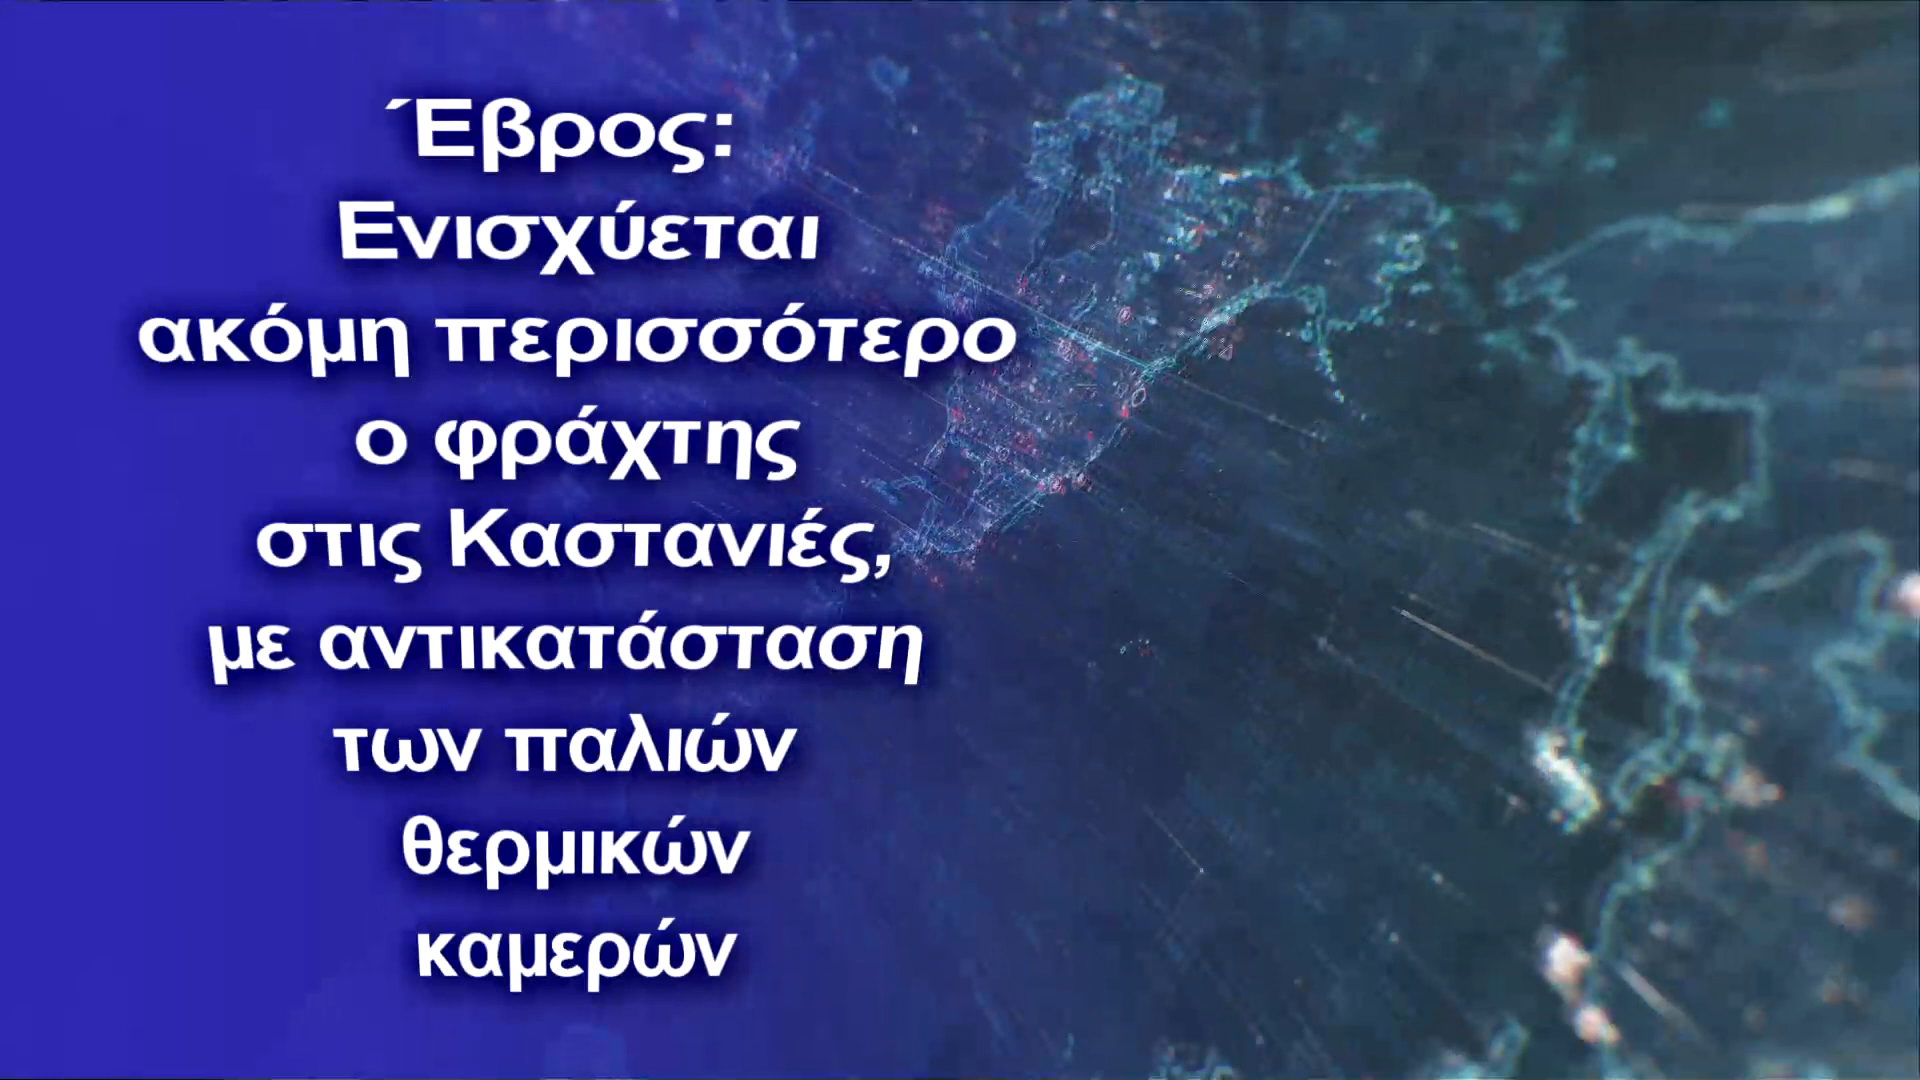 Έβρος:
Ενισχύεται
ακόμη περισσότερο
ο φράχτης
στις Καστανιές,
με αντικατάσταση
των παλιών
θερμικών
καμερών